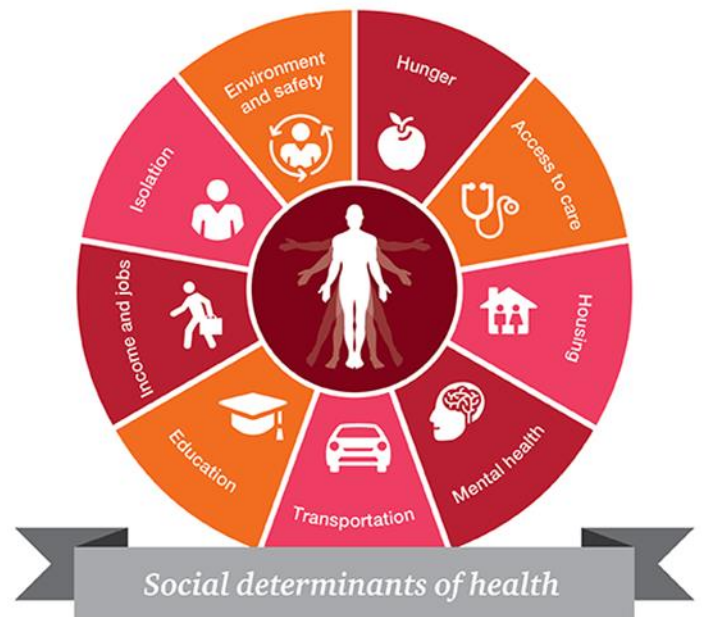 Environment
and safety
Hunger
Access to care
Housing
Mental health
Transportation
Education
Income and jobs
Isolation
Social determinants of health